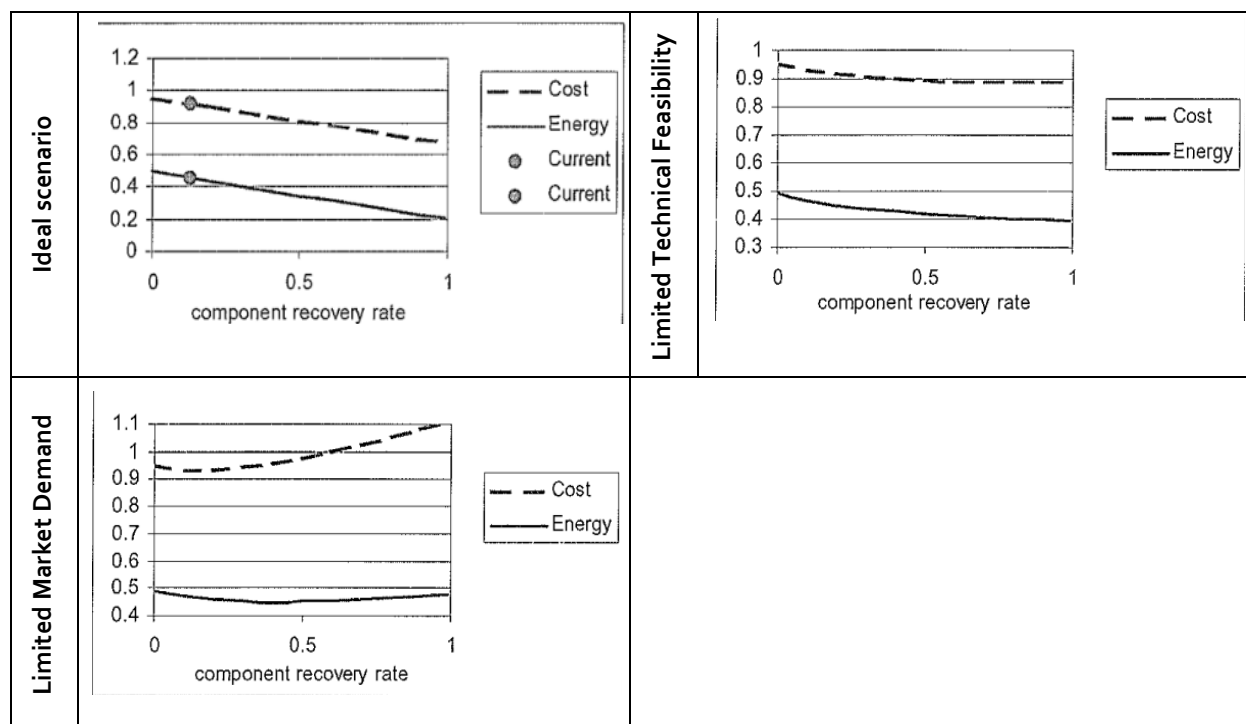 Ideal scenario
1.2
1
0.8
0.6
0.4
0.2
0
0
0.5
1
component recovery rate
Cost
Energy
Current
Current
Limited Technical Feasibility
1
0.9
0.8
0.7
0.6
0.5
0.4
0.3
0
0.5
1
component recovery rate
Cost
Energy
Limited Market Demand
1.1
1
0.9
0.8
0.7
0.6
0.5
0.4
0
0.5
1
component recovery rate
Cost
Energy